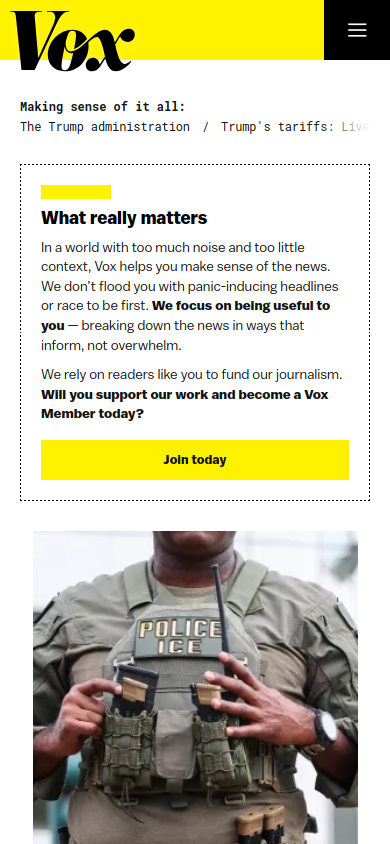 Vox
Making sense of it all:
The Trump administration / Trump's tariffs: Live
What really matters
In a world with too much noise and too little
context, Vox helps you make sense of the news.
We don't flood you with panic-inducing headlines
or race to be first. We focus on being useful to
you — breaking down the news in ways that
inform, not overwhelm.
We rely on readers like you to fund our journalism.
Will you support our work and become a Vox
Member today?
Join today
POLICE
ICE